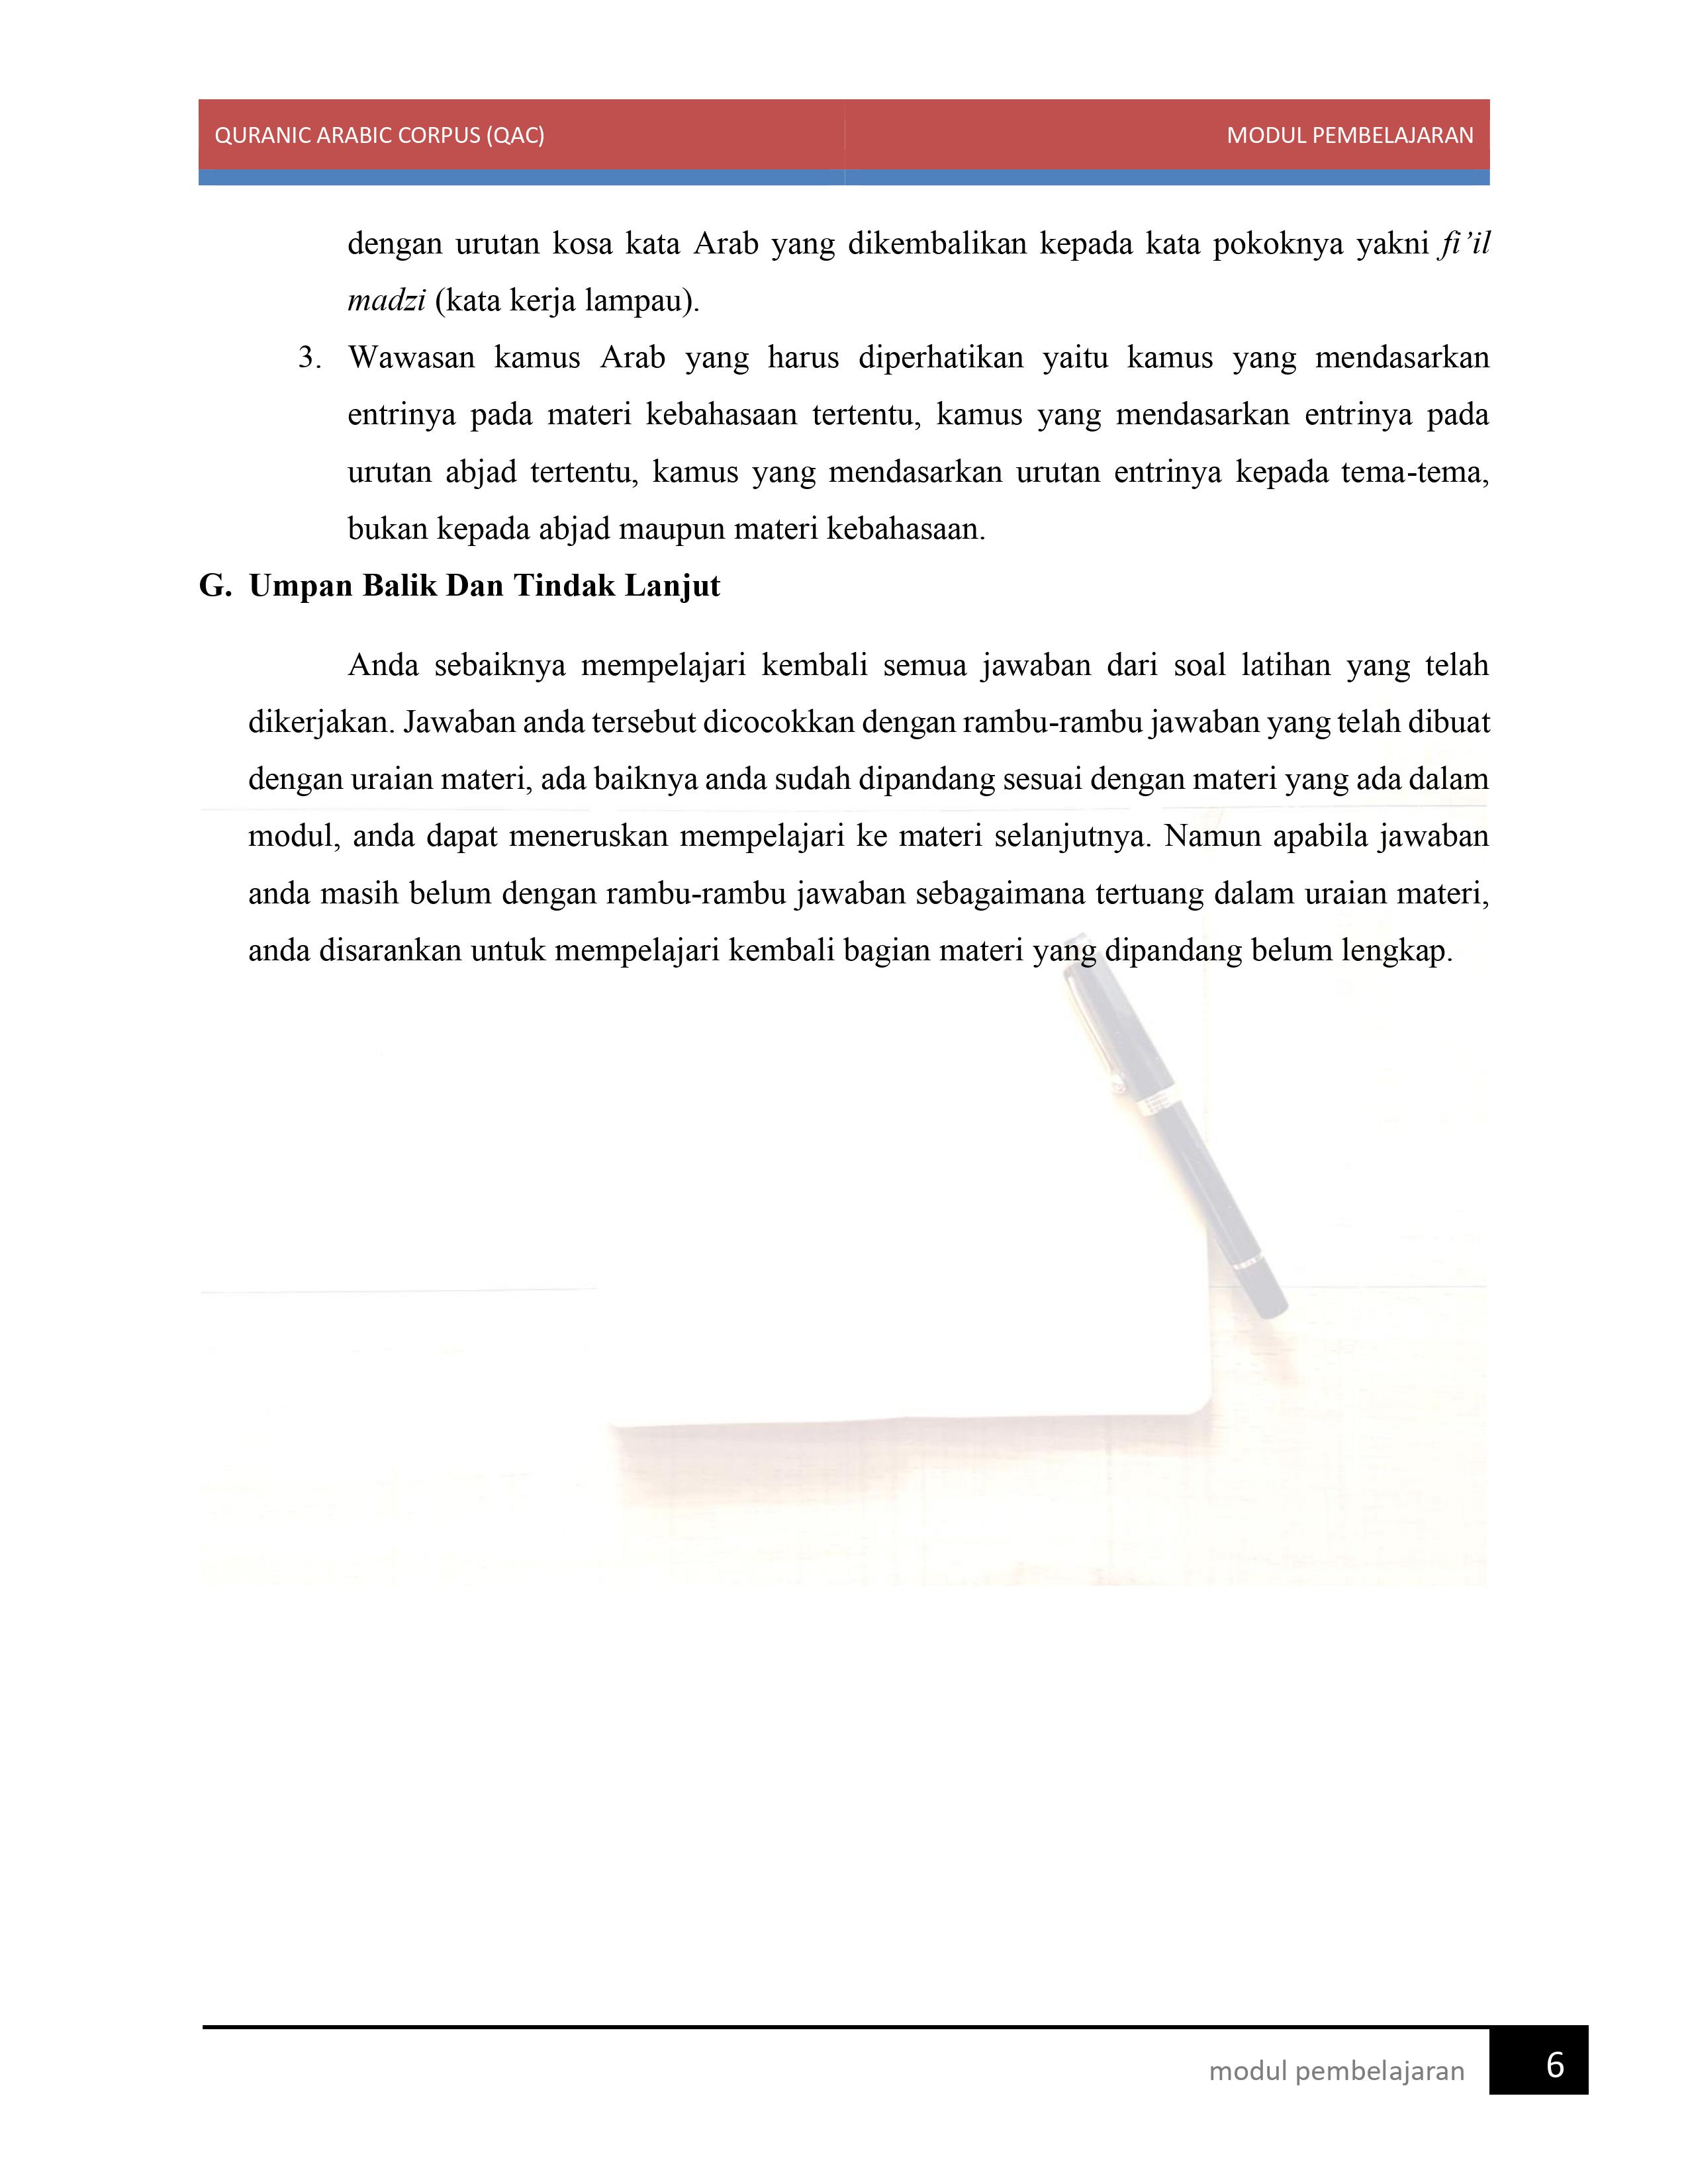 QURANIC ARABIC CORPUS (QAC) MODUL PEMBELAJARAN
dengan urutan kosa kata Arab yang dikembalikan kepada kata pokoknya yakni fi’il
madzi (kata kerja lampau).
3. Wawasan kamus Arab yang harus diperhatikan yaitu kamus yang mendasarkan
entrinya pada materi kebahasaan tertentu, kamus yang mendasarkan entrinya pada
urutan abjad tertentu, kamus yang mendasarkan urutan entrinya kepada tema-tema,
bukan kepada abjad maupun materi kebahasaan.
G. Umpan Balik Dan Tindak Lanjut
Anda sebaiknya mempelajari kembali semua jawaban dari soal latihan yang telah
dikerjakan. Jawaban anda tersebut dicocokkan dengan rambu-rambu jawaban yang telah dibuat
dengan uraian materi, ada baiknya anda sudah dipandang sesuai dengan materi yang ada dalam
modul, anda dapat meneruskan mempelajari ke materi selanjutnya. Namun apabila jawaban
anda masih belum dengan rambu-rambu jawaban sebagaimana tertuang dalam uraian materi,
anda disarankan untuk mempelajari kembali bagian materi yang dipandang belum lengkap.
modul pembelajaran 6